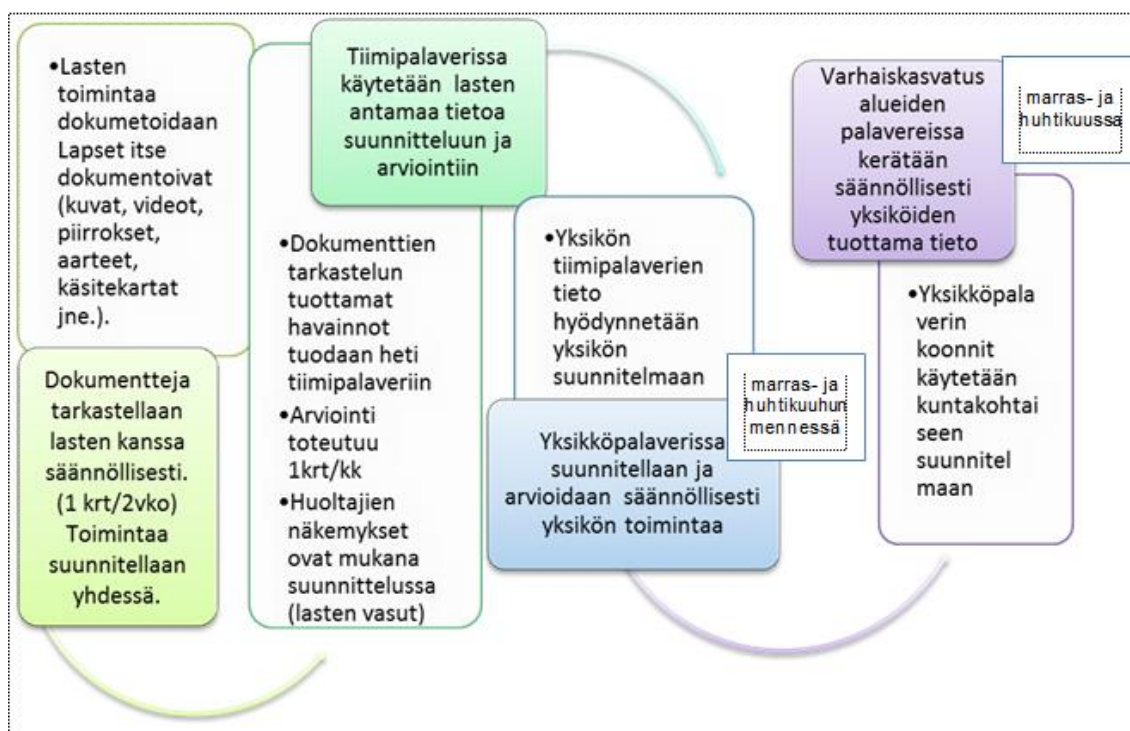 •Lasten
toimintaa
dokumetoidaan
Lapset itse
dokumentoivat
(kuvat, videot,
piirrokset,
aarteet,
käsitekartat
jne.).
Dokumentteja
tarkastellaan
lasten kanssa
säännöllisesti.
(1 krt/2vko)
Toimintaa
suunnitellaan
yhdessä.
Tiimipalaverissa
käytetään lasten
antamaa tietoa
suunnitteluun ja
arviointiin
•Dokumenttien
tarkastelun
tuottamat
havainnot
tuodaan heti
tiimipalaveriin
•Arviointi
toteutuu
1krt/kk
•Huoltajien
näkemykset
ovat mukana
suunnittelussa
(lasten vasut)
•Yksikön
tiimipalaverien
tieto
hyödynnetään
yksikön
suunnitelmaan
marras- ja
huhtikuuhun
mennessä
Yksikköpalaverissa
suunnitellaan ja
arvioidaan säännöllisesti
yksikön toimintaa
Varhaiskasvatus
alueiden
palavereissa
kerätään
säännöllisesti
yksiköiden
tuottama tieto
marras- ja
huhtikuussa
•Yksikköpala
verin
koonnit
käytetään
kuntakohtai
seen
suunnitel
maan